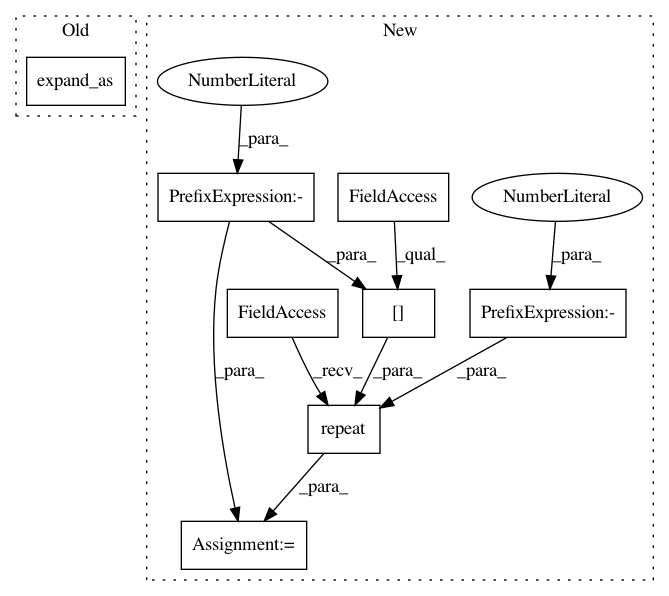 Old
New
expand_as
NumberLiteral
_para_
PrefixExpression:-
FieldAccess
NumberLiteral
_para_
_qual_
_para_
FieldAccess
[]
PrefixExpression:-
_para_
_recv_
_para_
_para_
repeat
_para_
Assignment:=